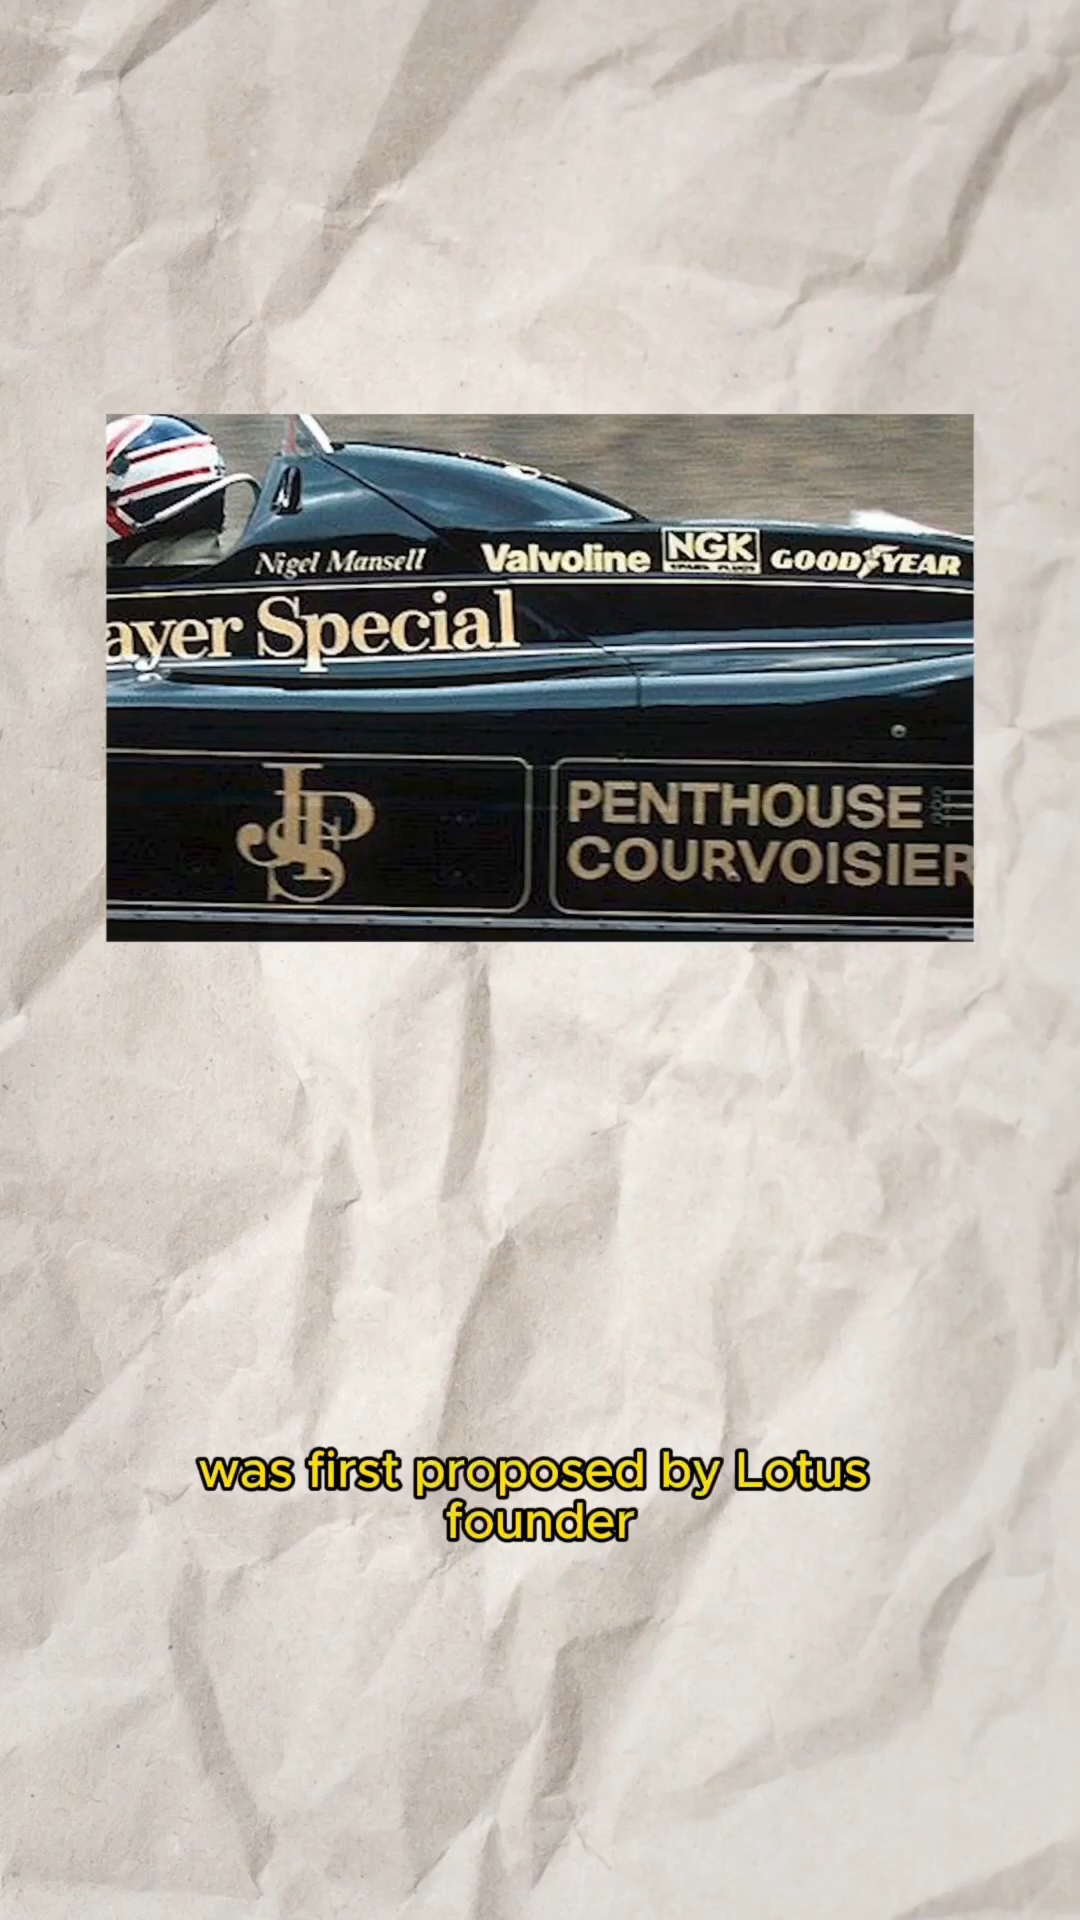 Nigel Mansell
Valvoline
NGK
GOODYEAR
ayer Special
JPS
PENTHOUSE
COURVOISIER
was first proposed by Lotus
founder